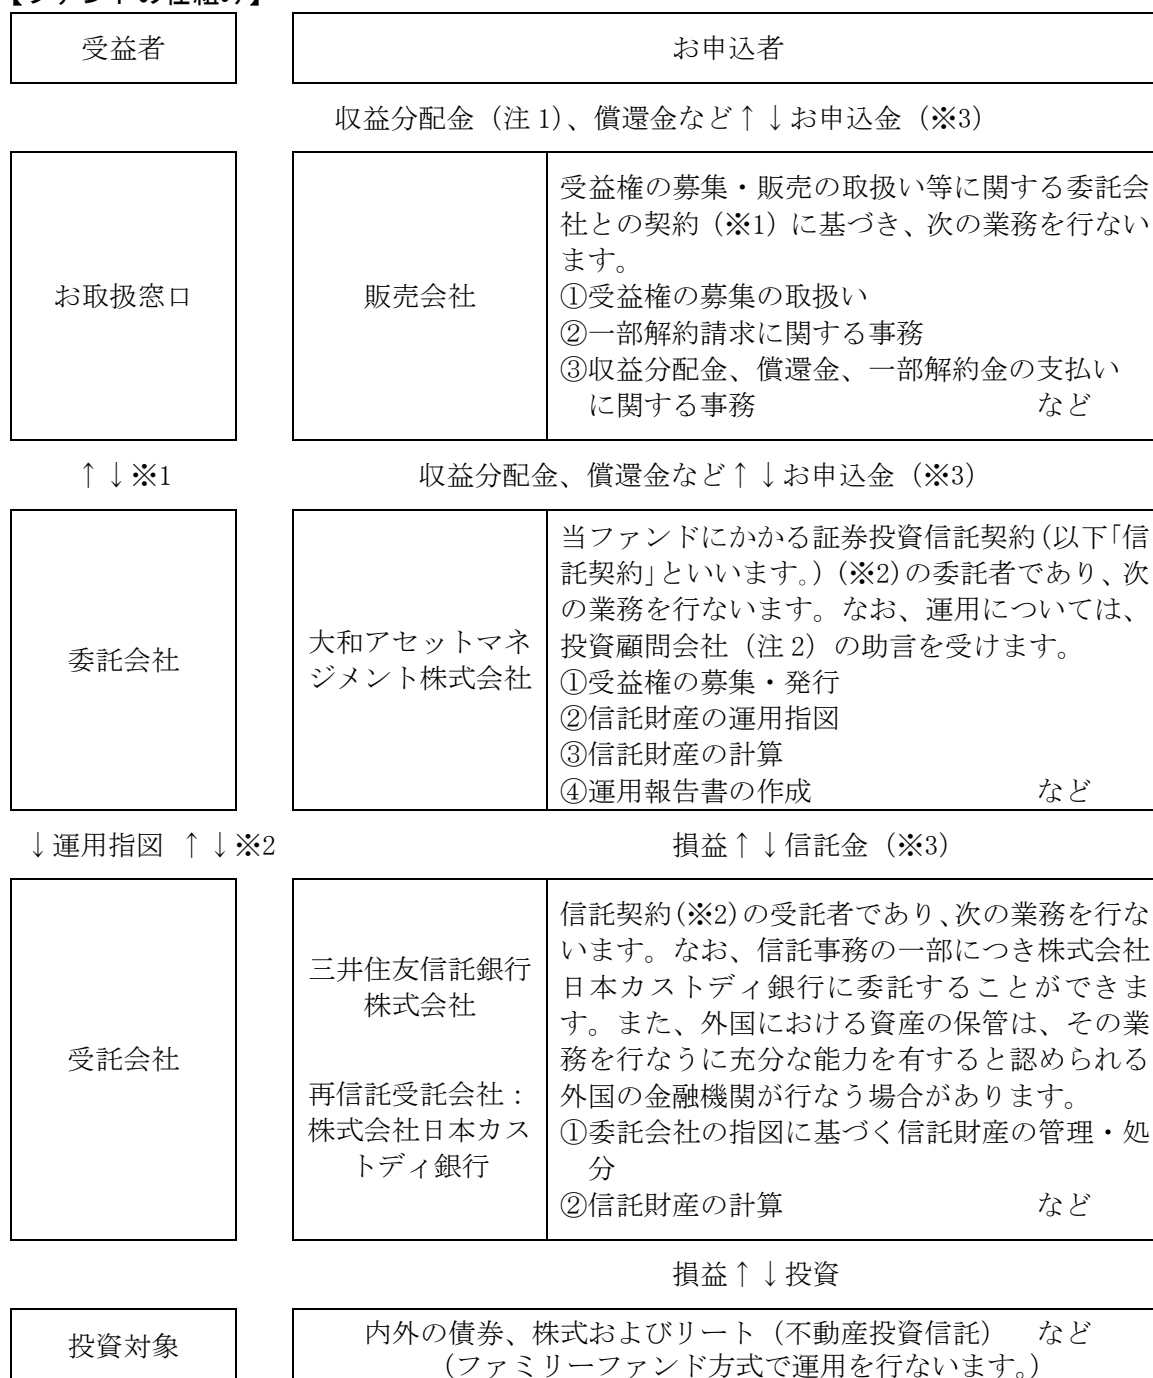 【ファンドの仕組み】
受益者
お申込者
収益分配金（注1）、償還金など↑↓お申込金（※3）
お取扱窓口
販売会社
受益権の募集・販売の取扱い等に関する委託会
社との契約（※1）に基づき、次の業務を行ない
ます。
①受益権の募集の取扱い
②一部解約請求に関する事務
③収益分配金、償還金、一部解約金の支払い
に関する事務 など
↑↓※1
収益分配金、償還金など↑↓お申込金（※3）
委託会社
大和アセットマネ
ジメント株式会社
当ファンドにかかる証券投資信託契約(以下｢信
託契約｣といいます。)(※2)の委託者であり、次
の業務を行ないます。なお、運用については、
投資顧問会社（注2）の助言を受けます。
①受益権の募集・発行
②信託財産の運用指図
③信託財産の計算
④運用報告書の作成 など
↓運用指図 ↑↓※2
損益↑↓信託金（※3）
受託会社
三井住友信託銀行
株式会社
再信託受託会社：
株式会社日本カス
トディ銀行
信託契約(※2)の受託者であり、次の業務を行な
います。なお、信託事務の一部につき株式会社
日本カストディ銀行に委託することができま
す。また、外国における資産の保管は、その業
務を行なうに充分な能力を有すると認められる
外国の金融機関が行なう場合があります。
①委託会社の指図に基づく信託財産の管理・処
分
②信託財産の計算 など
損益↑↓投資
投資対象
内外の債券、株式およびリート（不動産投資信託） など
(ファミリーファンド方式で運用を行ないます。)